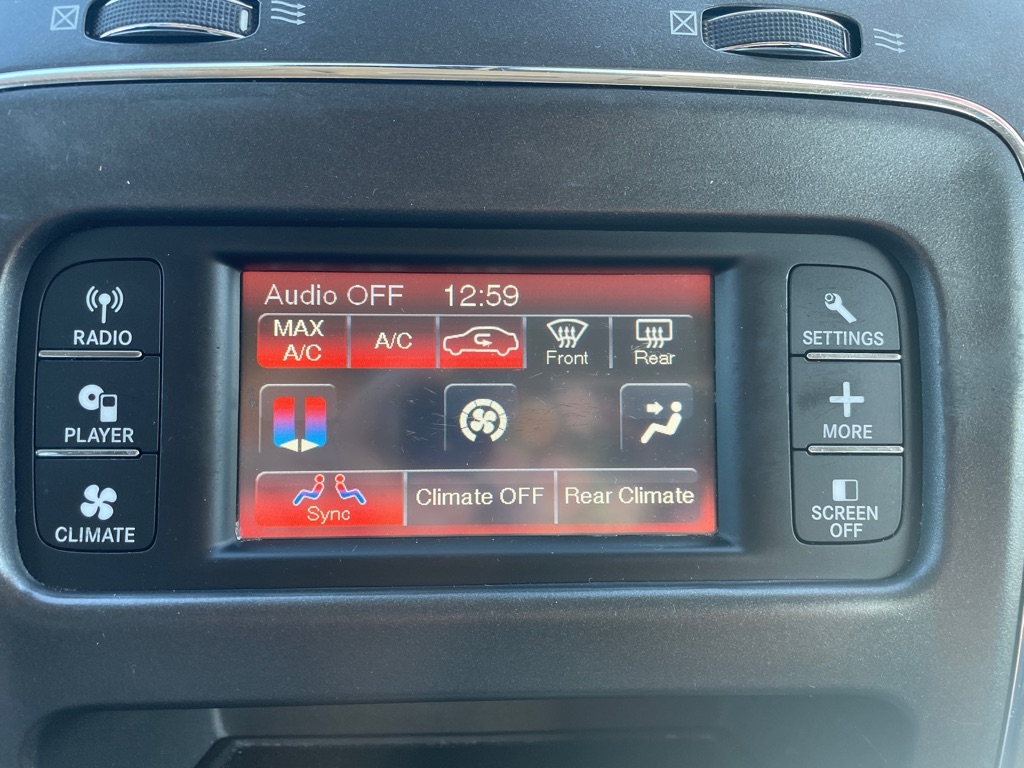 Audio OFF 12:59
MAX
A/C
A/C
Front
Rear
Sync
Climate OFF
Rear Climate
RADIO
PLAYER
CLIMATE
SETTINGS
MORE
SCREEN
OFF